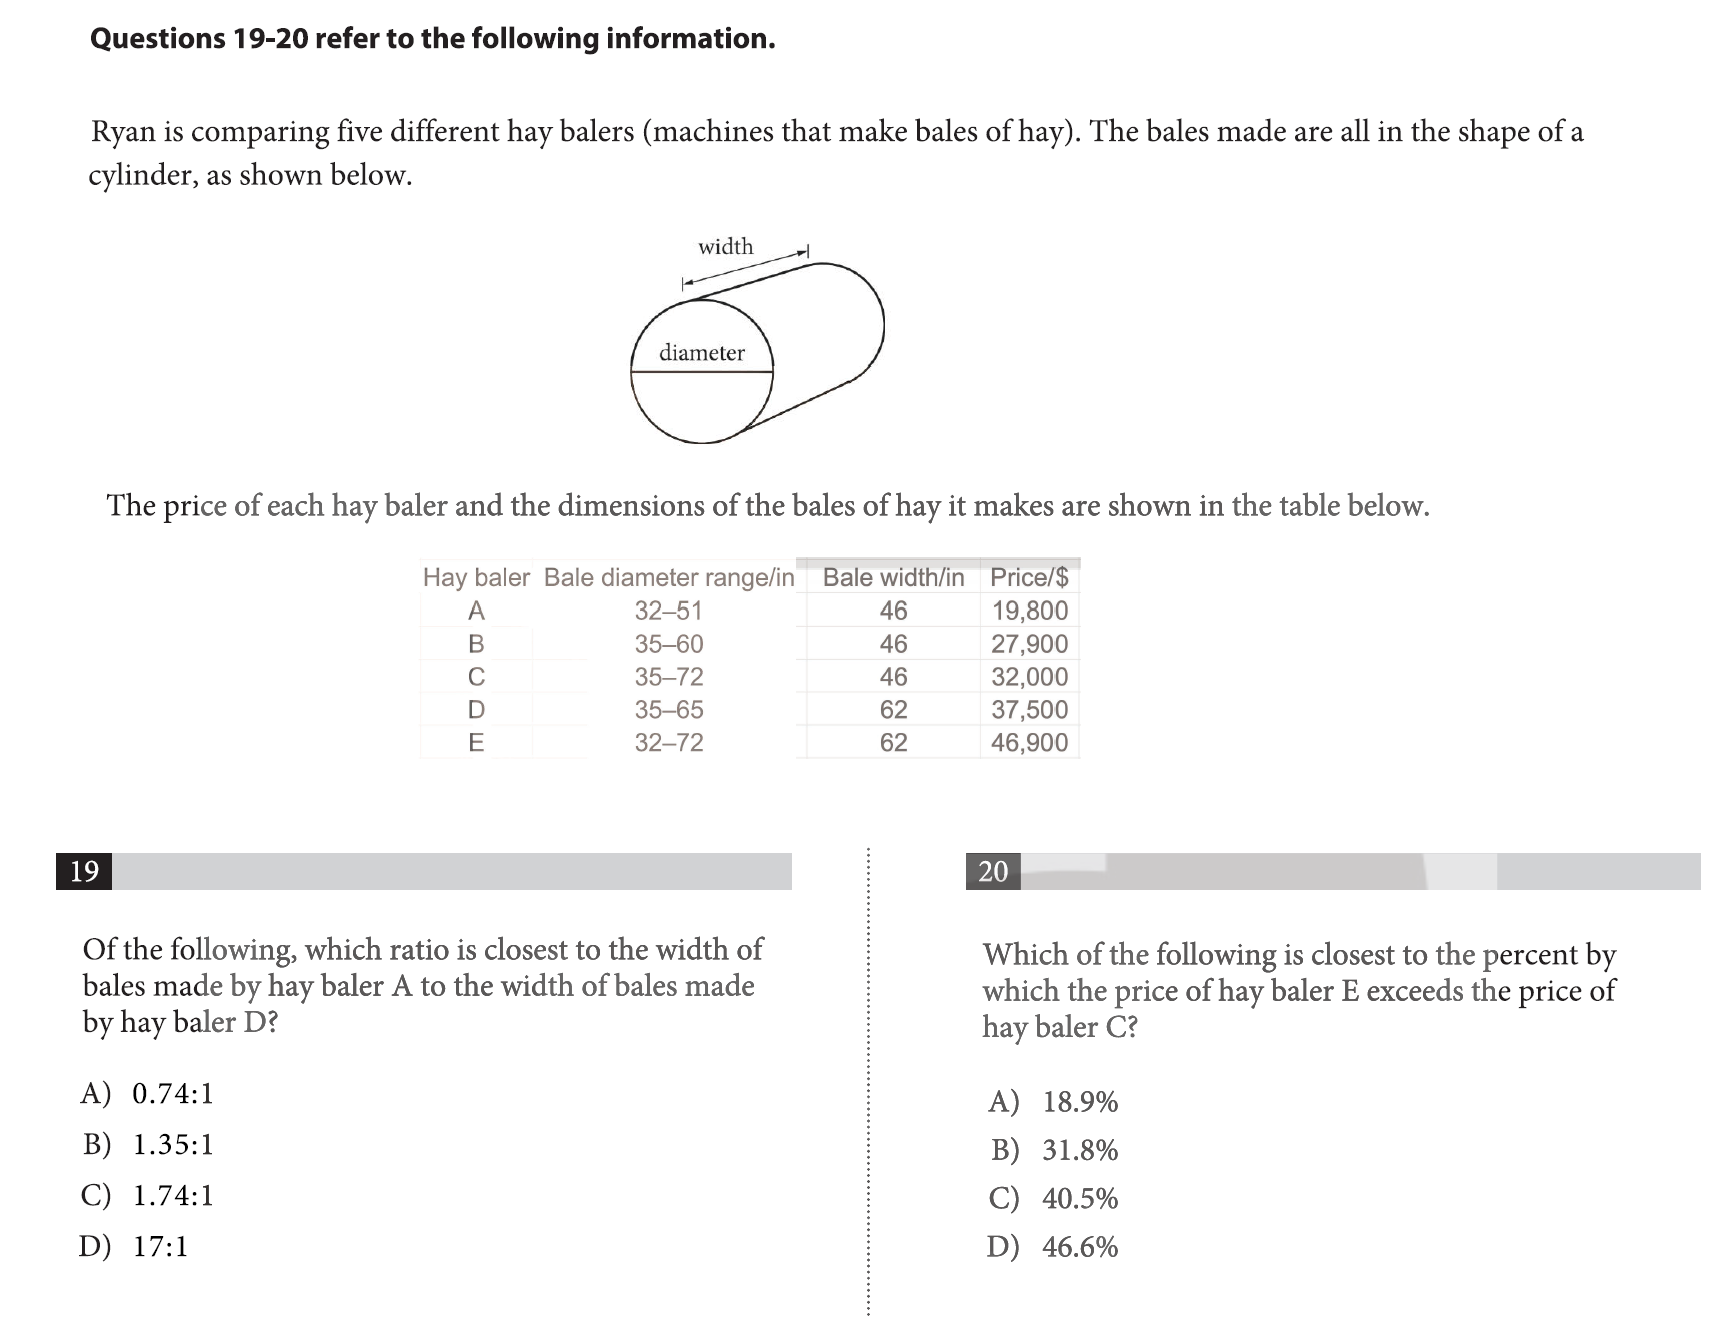 Questions 19-20 refer to the following information.
Ryan is comparing five different hay balers (machines that make bales of hay). The bales made are all in the shape of a
cylinder, as shown below.
width
diameter
The price of each hay baler and the dimensions of the bales of hay it makes are shown in the table below.
Hay baler Bale diameter range/in Bale width/in Price/$
A 32–51 46 19,800
B 35–60 46 27,900
C 35–72 46 32,000
D 35–65 62 37,500
E 32–72 62 46,900
19
Of the following, which ratio is closest to the width of
bales made by hay baler A to the width of bales made
by hay baler D?
A) 0.74:1
B) 1.35:1
C) 1.74:1
D) 17:1
20
Which of the following is closest to the percent by
which the price of hay baler E exceeds the price of
hay baler C?
A) 18.9%
B) 31.8%
C) 40.5%
D) 46.6%